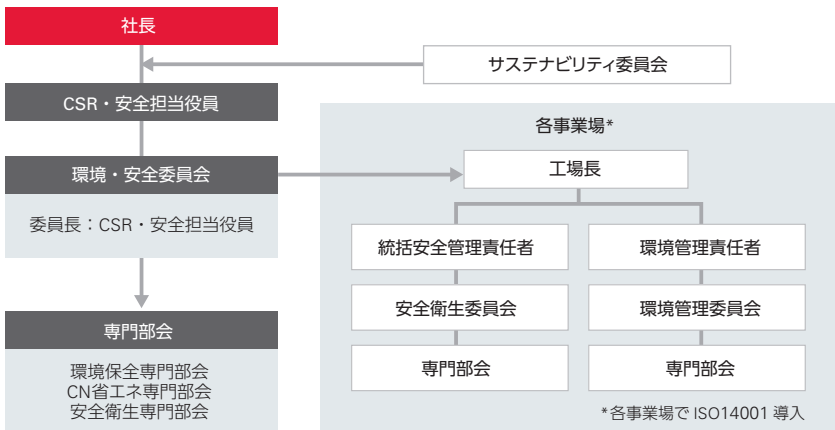 社長
サステナビリティ委員会
CSR・安全担当役員
環境・安全委員会
委員長：CSR・安全担当役員
専門部会
環境保全専門部会
CN省エネ専門部会
安全衛生専門部会
各事業場*
工場長
統括安全管理責任者
環境管理責任者
安全衛生委員会
環境管理委員会
専門部会
専門部会
*各事業場で ISO14001 導入